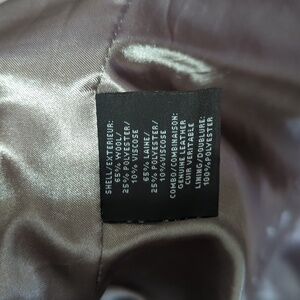 SHELL/EXTERIEUR:
65% WOOL/
25% POLYESTER/
10% VISCOSE
65% LAINE/
25% POLYESTER/
10%VISCOSE
COMBO/COMBINAISON:
GENUINE LEATHER
CUIR VERITABLE
LINING/DOUBLURE:
100%POLYESTER